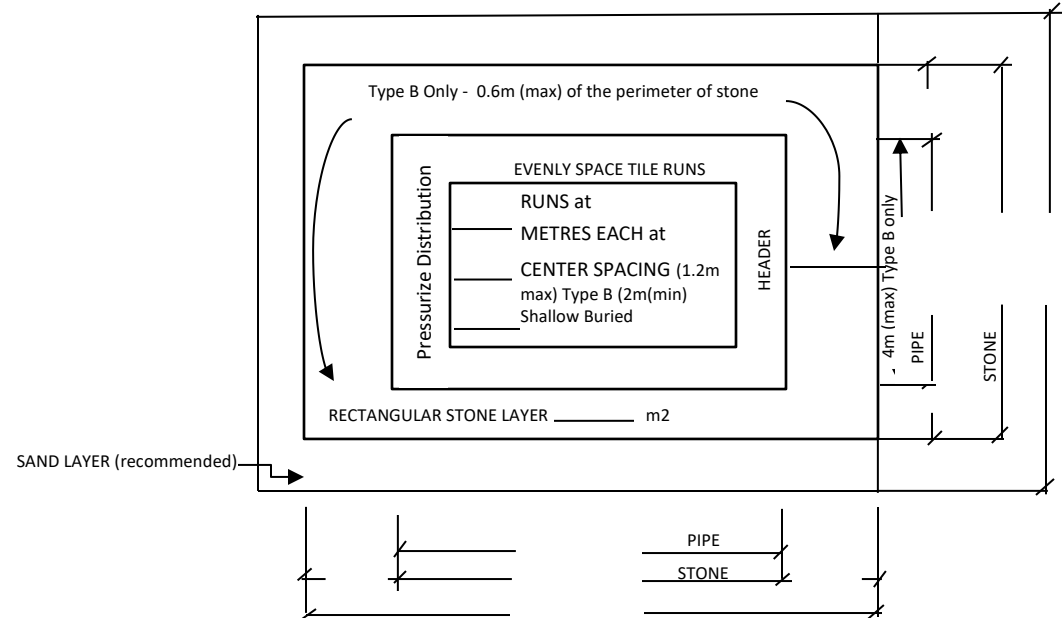 Type B Only - 0.6m (max) of the perimeter of stone
Pressurize Distribution
EVENLY SPACE TILE RUNS
RUNS at
METRES EACH at
CENTER SPACING (1.2m
max) Type B (2m(min)
Shallow Buried
HEADER
4m (max) Type B only
PIPE
STONE
RECTANGULAR STONE LAYER ________ m2
SAND LAYER (recommended)
PIPE
STONE